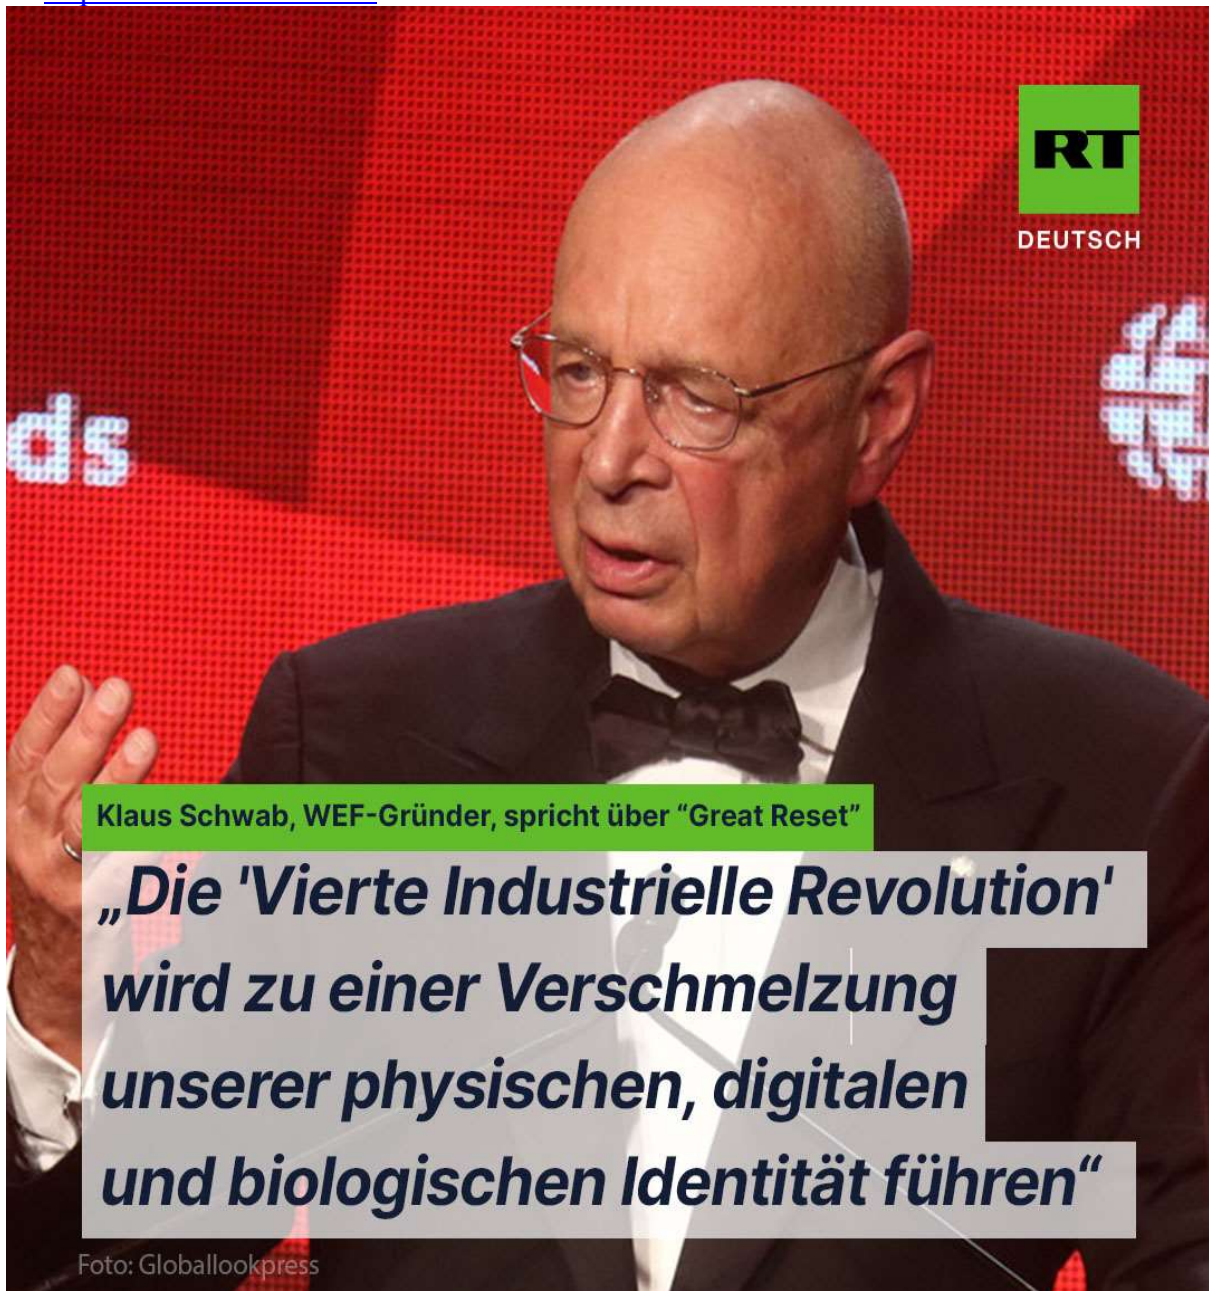 RT
DEUTSCH
ds
Klaus Schwab, WEF-Gründer, spricht über “Great Reset”
„Die 'Vierte Industrielle Revolution'
wird zu einer Verschmelzung
unserer physischen, digitalen
und biologischen Identität führen“
Foto: Globallookpress